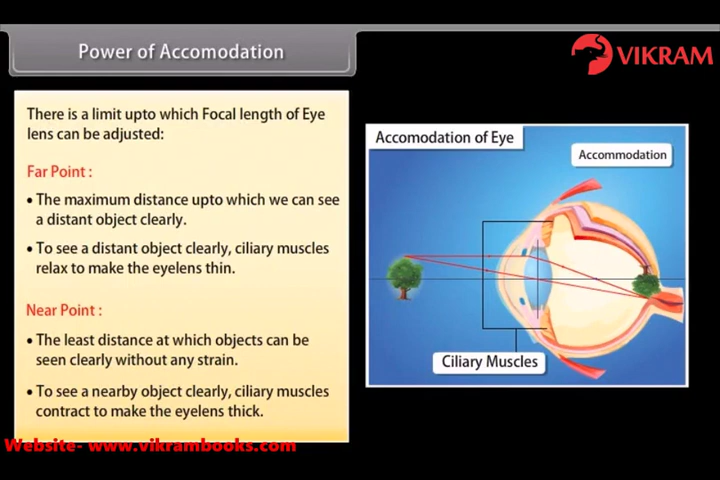 Power of Accomodation
VIKRAM
There is a limit upto which Focal length of Eye
lens can be adjusted:
Far Point :
• The maximum distance upto which we can see
a distant object clearly.
• To see a distant object clearly, ciliary muscles
relax to make the eyelens thin.
Near Point :
• The least distance at which objects can be
seen clearly without any strain.
• To see a nearby object clearly, ciliary muscles
contract to make the eyelens thick.
Accomodation of Eye
Accommodation
Ciliary Muscles
Website- www.vikrambooks.com